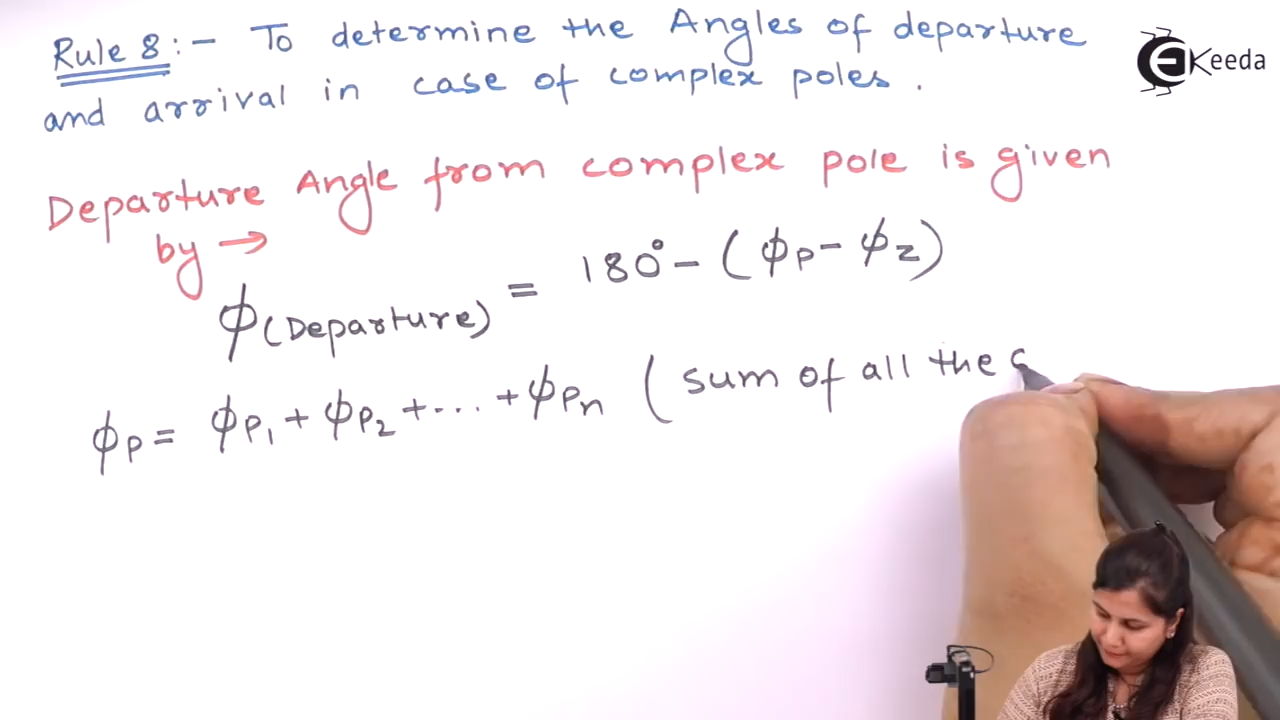 Rule 8:- To determine the Angles of departure
and arrival in case of complex poles.
EKeeda
Departure Angle from complex pole is given
by →
ϕ(Departure) = 180° - (ϕP - ϕZ)
ϕP = ϕP1 + ϕP2 + ... + ϕPn (sum of all the